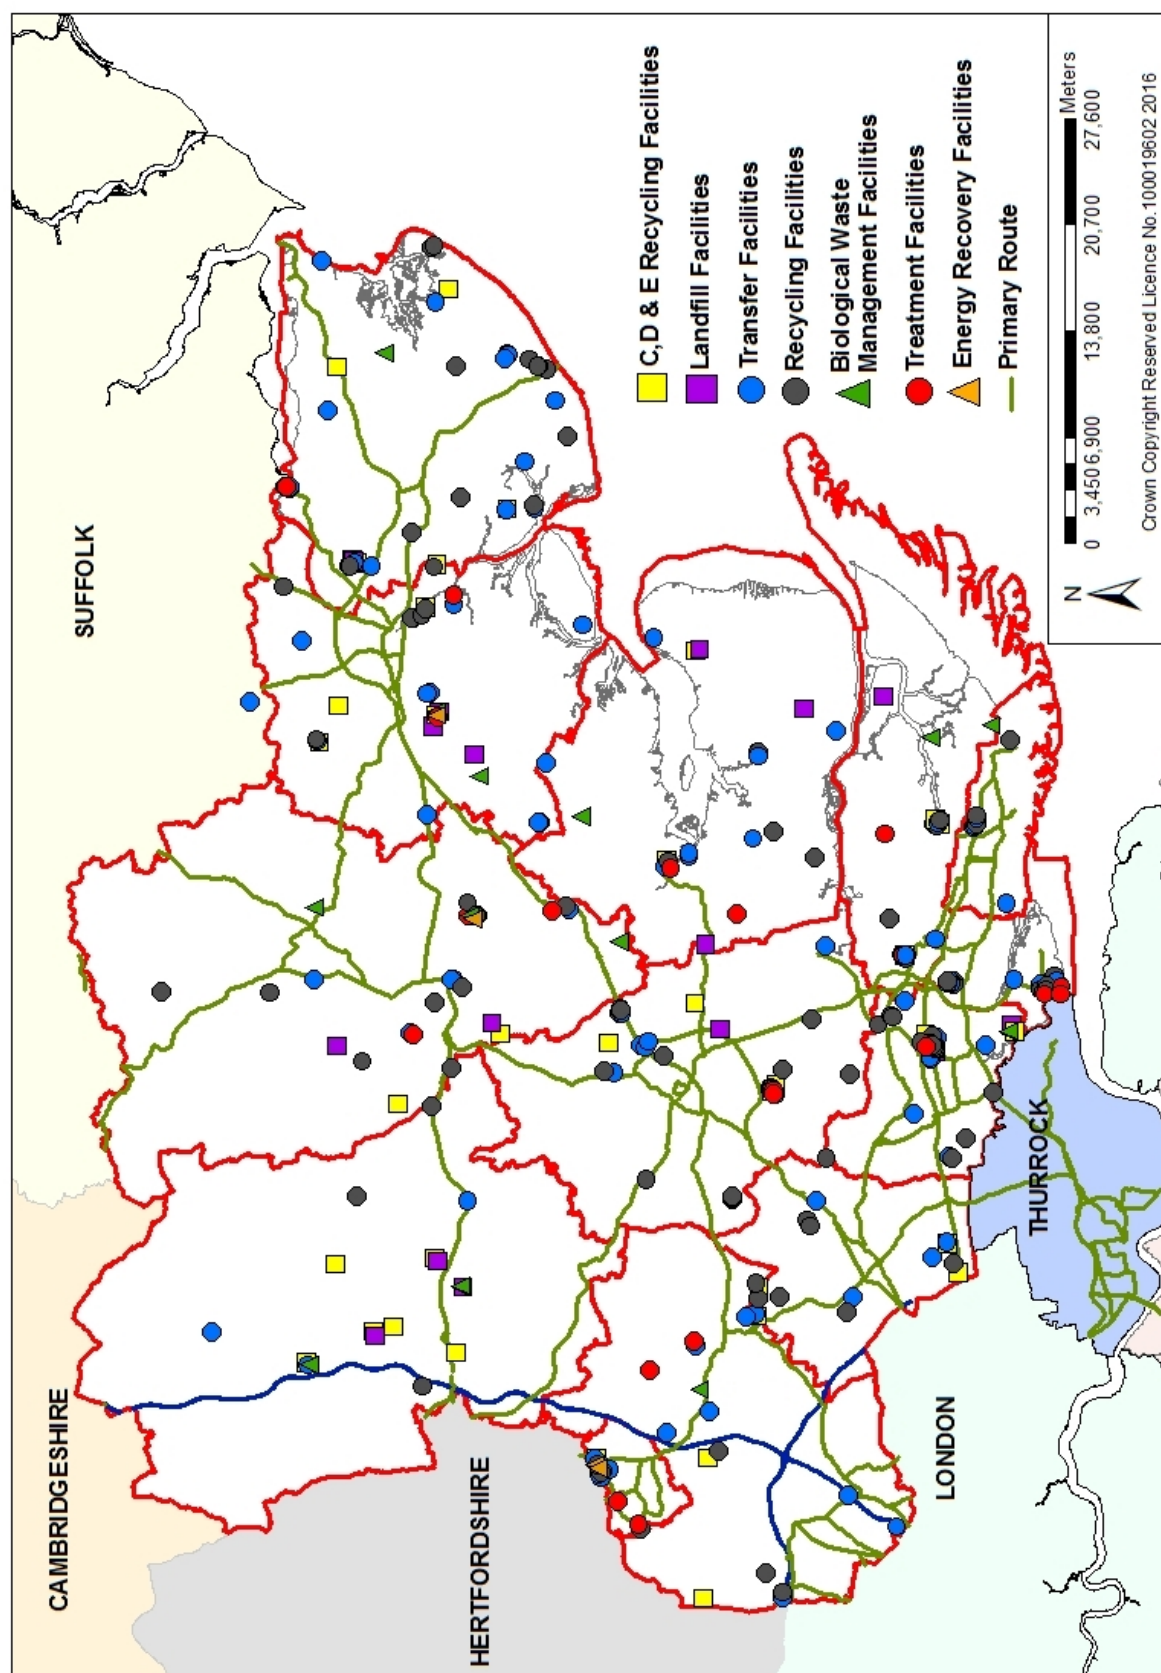 CAMBRIDGESHIRE
SUFFOLK
HERTFORDSHIRE
LONDON
THURROCK
C,D & E Recycling Facilities
Landfill Facilities
Transfer Facilities
Recycling Facilities
Biological Waste
Management Facilities
Treatment Facilities
Energy Recovery Facilities
Primary Route
N
0 3,450 6,900 13,800 20,700 27,600
Meters
Crown Copyright Reserved Licence No.100019602 2016